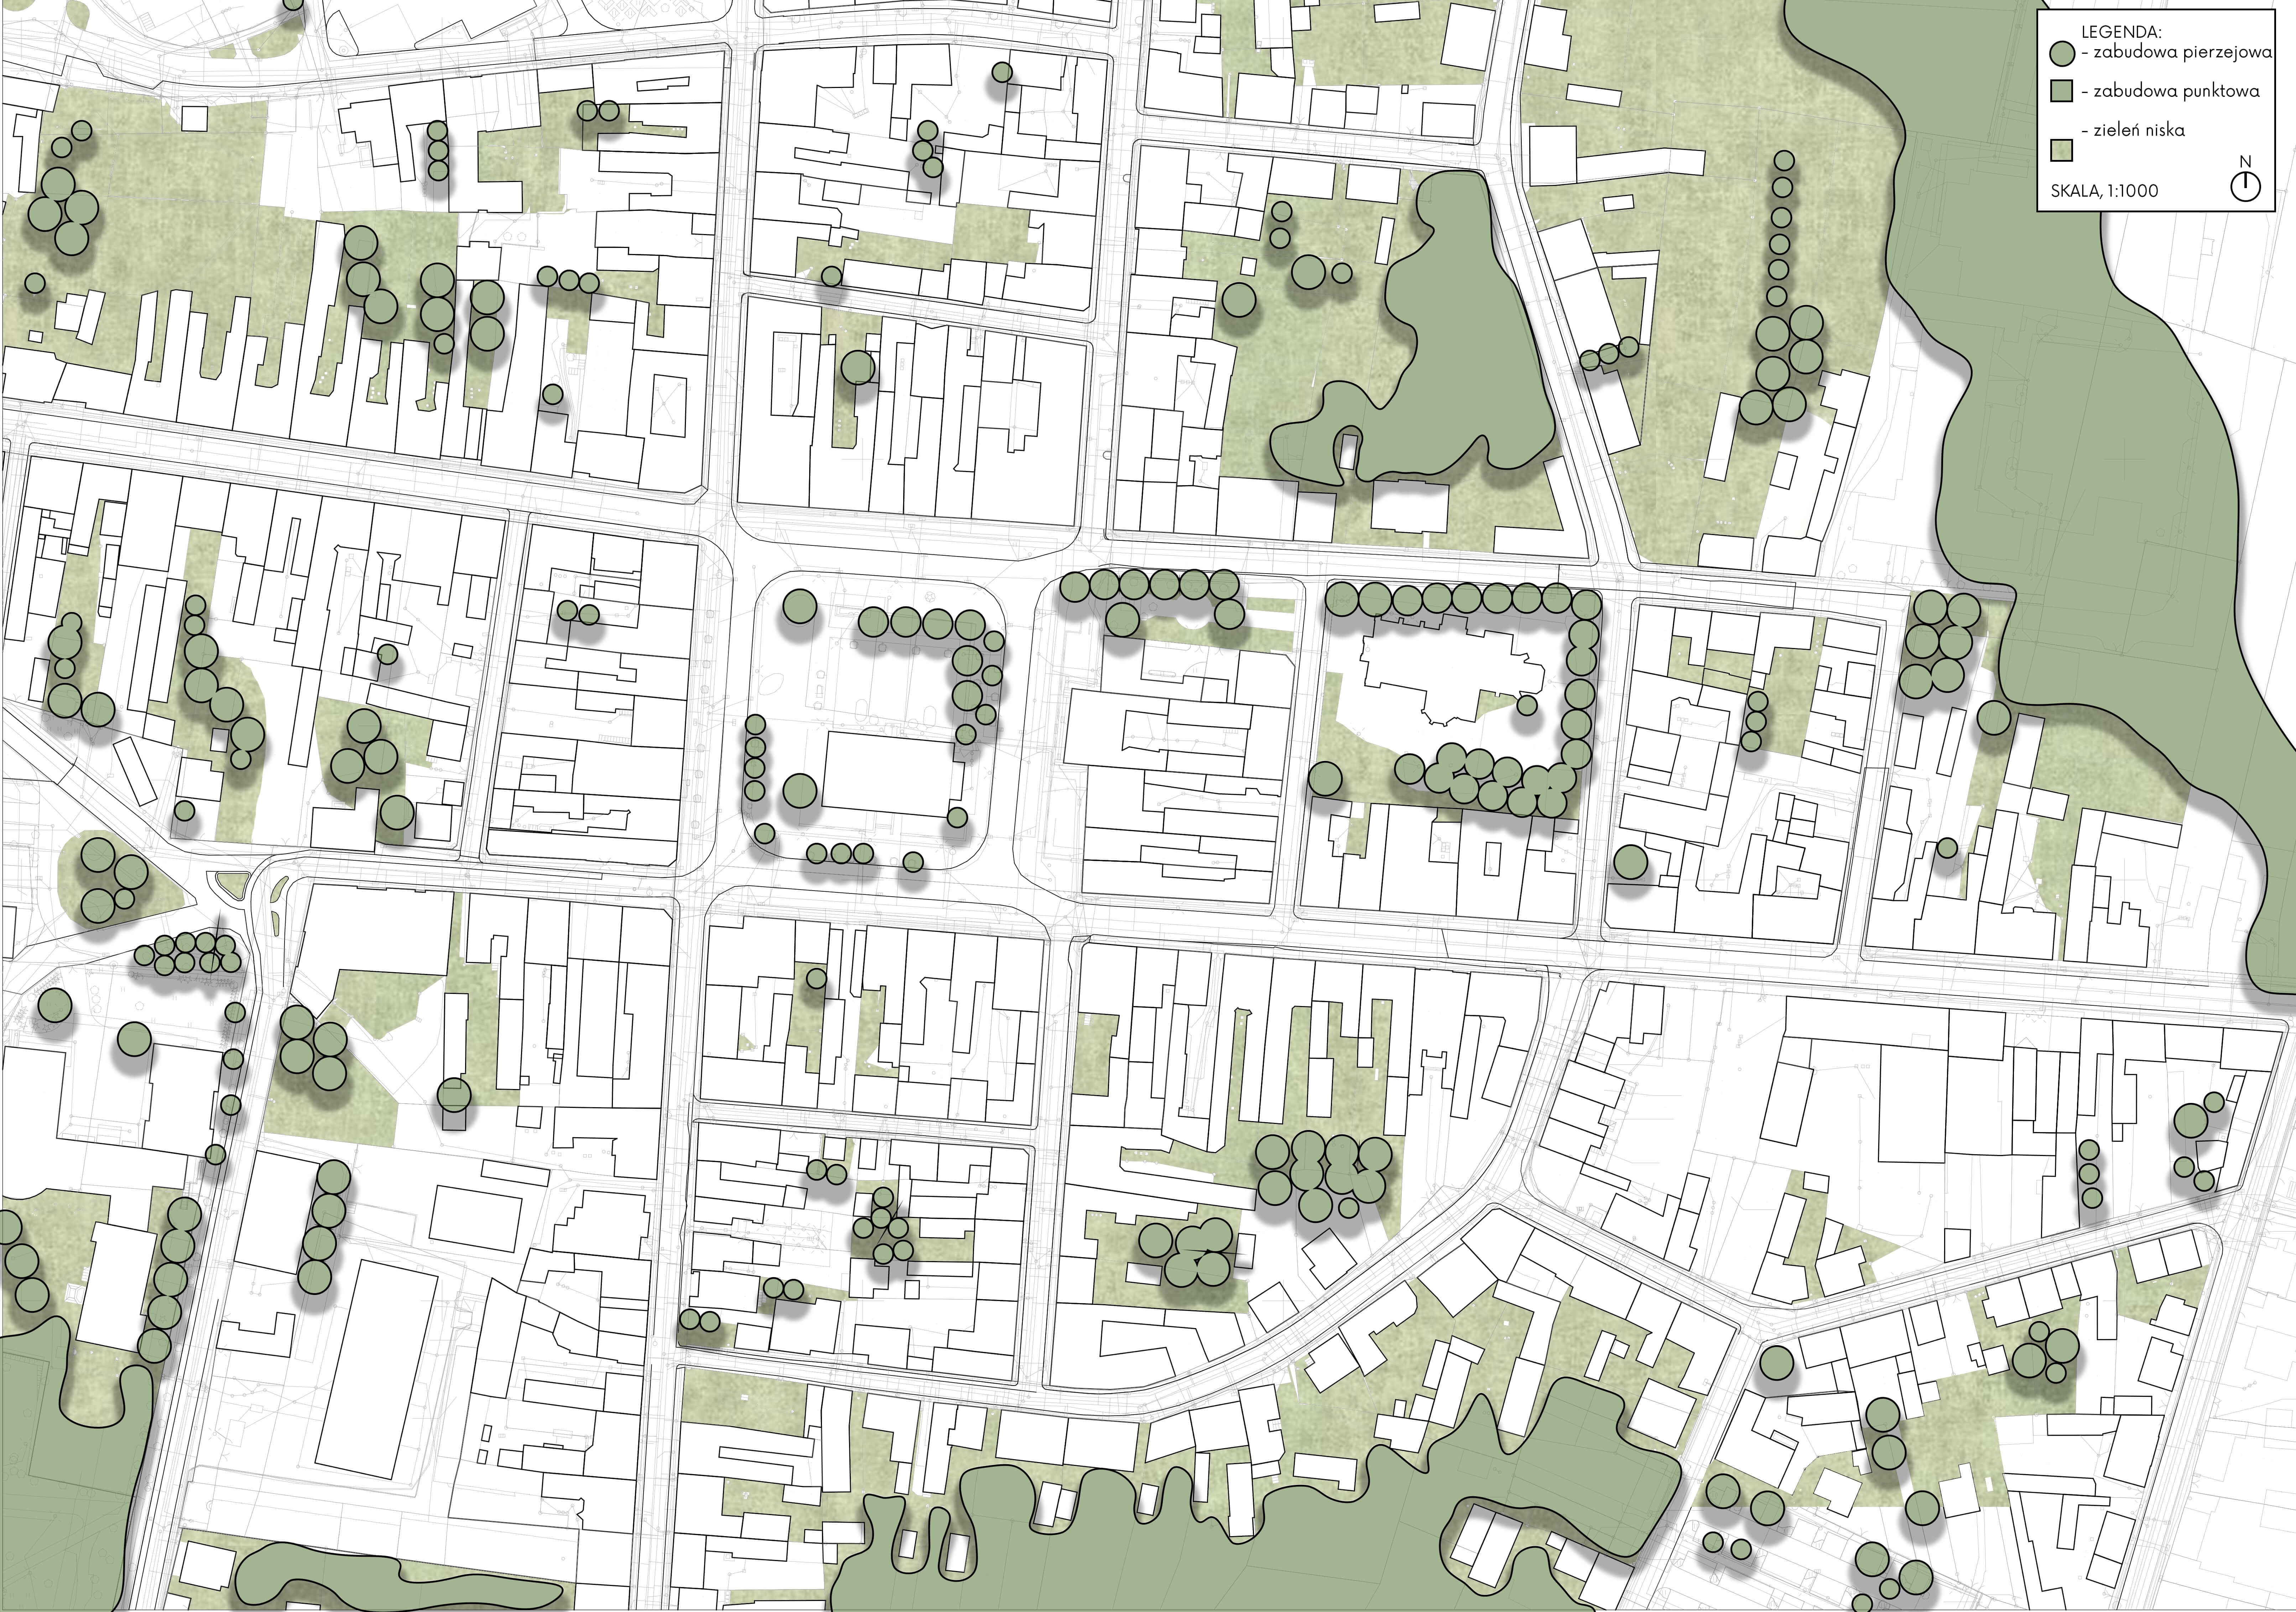 LEGENDA:
- zabudowa pierzejowa
- zabudowa punktowa
- zieleń niska
N
SKALA, 1:1000